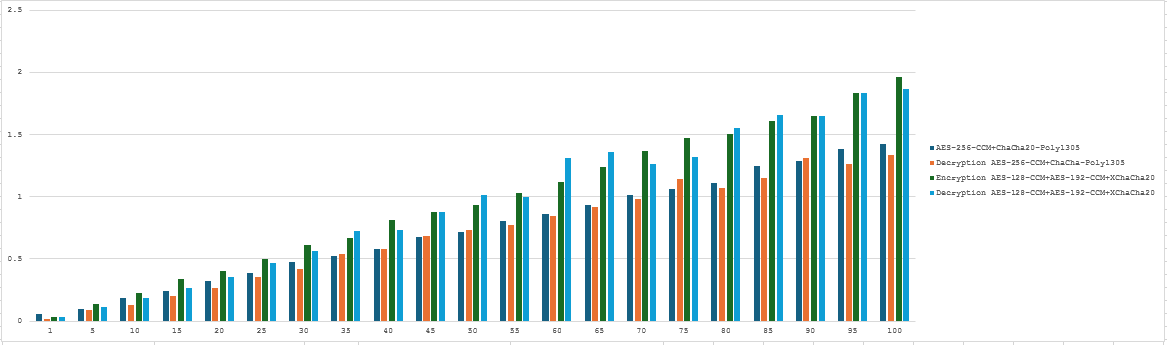 2.5
2
1.5
1
0.5
0
1 5 10 15 20 25 30 35 40 45 50 55 60 65 70 75 80 85 90 95 100
AES-256-CCM+ChaCha20-Poly1305
Decryption AES-256-CCM+ChaCha-Poly1305
Encryption AES-128-CCM+AES-192-CCM+XChaCha20
Decryption AES-128-CCM+AES-192-CCM+XChaCha20